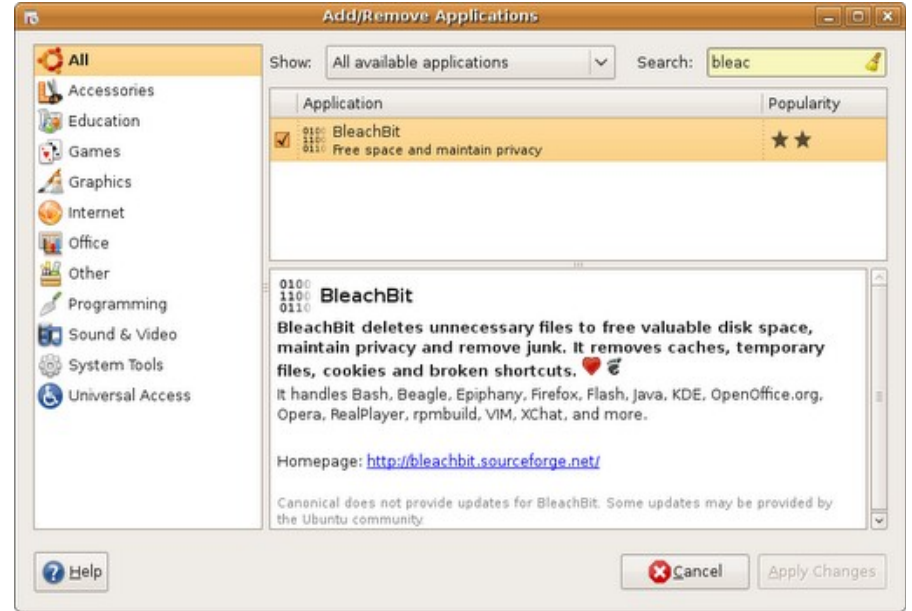 Add/Remove Applications
All
Accessories
Education
Games
Graphics
Internet
Office
Other
Programming
Sound & Video
System Tools
Universal Access
Show: All available applications Search: bleac
Application Popularity
BleachBit
Free space and maintain privacy
0100
1100
0110
BleachBit
BleachBit deletes unnecessary files to free valuable disk space,
maintain privacy and remove junk. It removes caches, temporary
files, cookies and broken shortcuts.
It handles Bash, Beagle, Epiphany, Firefox, Flash, Java, KDE, OpenOffice.org,
Opera, RealPlayer, rpmbuild, VIM, XChat, and more.
Homepage: http://bleachbit.sourceforge.net/
Canonical does not provide updates for BleachBit. Some updates may be provided by
the Ubuntu community.
Help
Cancel
Apply Changes